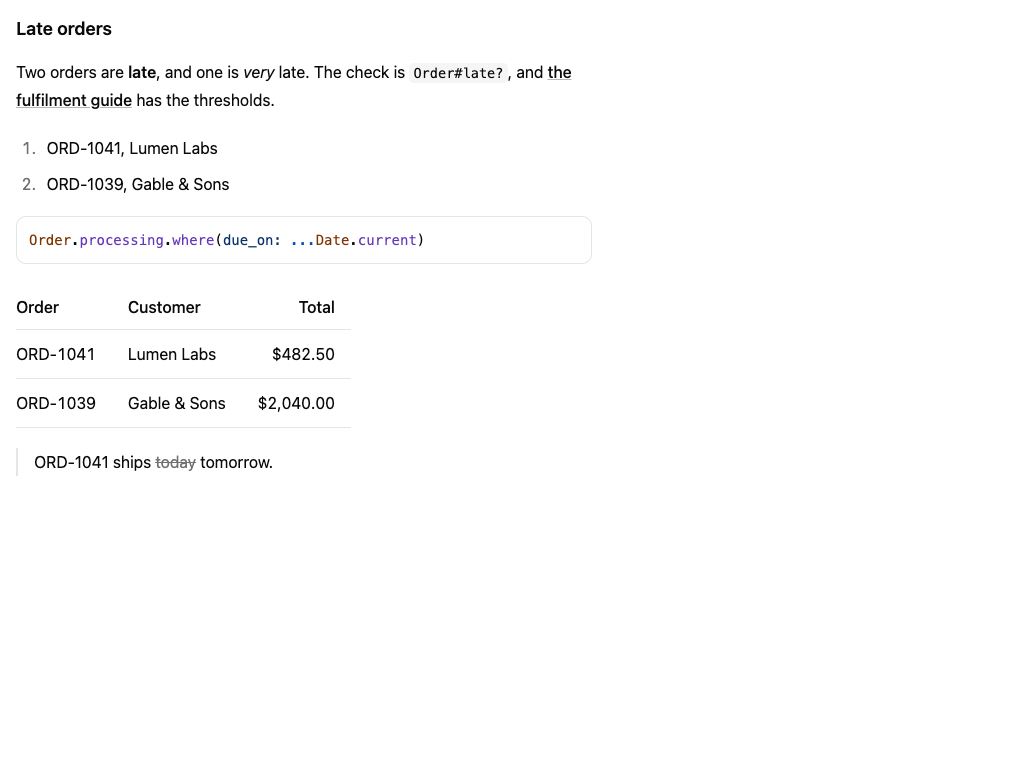 Late orders
Two orders are late, and one is very late. The check is Order#late?, and the
fulfilment guide has the thresholds.
1. ORD-1041, Lumen Labs
2. ORD-1039, Gable & Sons
Order.processing.where(due_on: ...Date.current)
Order Customer Total
ORD-1041 Lumen Labs $482.50
ORD-1039 Gable & Sons $2,040.00
ORD-1041 ships today tomorrow.